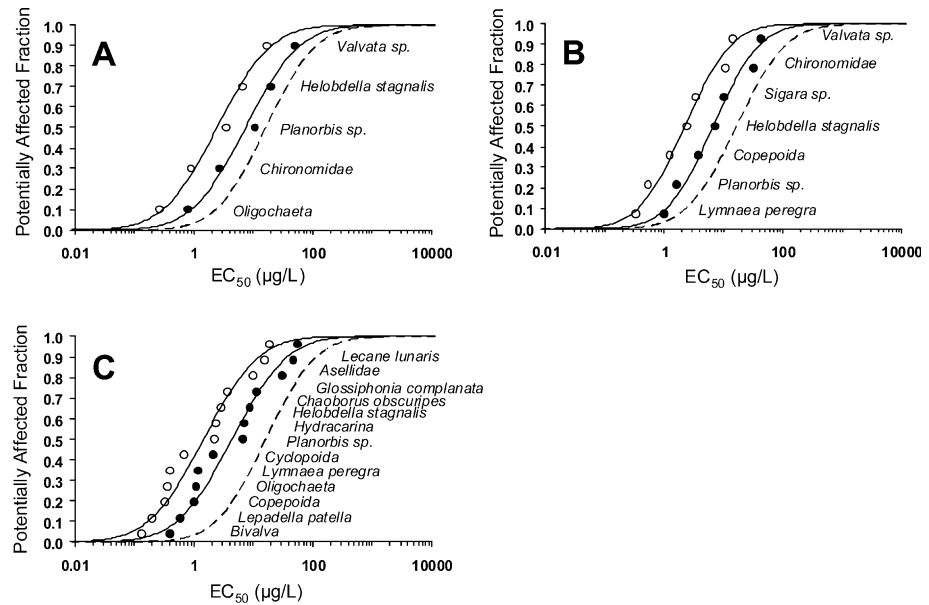 A
Potentially Affected Fraction
1.0
0.9
0.8
0.7
0.6
0.5
0.4
0.3
0.2
0.1
0.0
Valvata sp.
Helobdella stagnalis
Planorbis sp.
Chironomidae
Oligochaeta
0.01 1 100 10000
EC50 (µg/L)
B
Potentially Affected Fraction
1.0
0.9
0.8
0.7
0.6
0.5
0.4
0.3
0.2
0.1
0.0
Valvata sp.
Chironomidae
Sigara sp.
Helobdella stagnalis
Copepoida
Planorbis sp.
Lymnaea peregra
0.01 1 100 10000
EC50 (µg/L)
C
Potentially Affected Fraction
1.0
0.9
0.8
0.7
0.6
0.5
0.4
0.3
0.2
0.1
0.0
Lecane lunaris
Asellidae
Glossiphonia complanata
Chaoborus obscuripes
Helobdella stagnalis
Hydracarina
Planorbis sp.
Cyclopoida
Lymnaea peregra
Oligochaeta
Copepoida
Lepadella patella
Bivalva
0.01 1 100 10000
EC50 (µg/L)